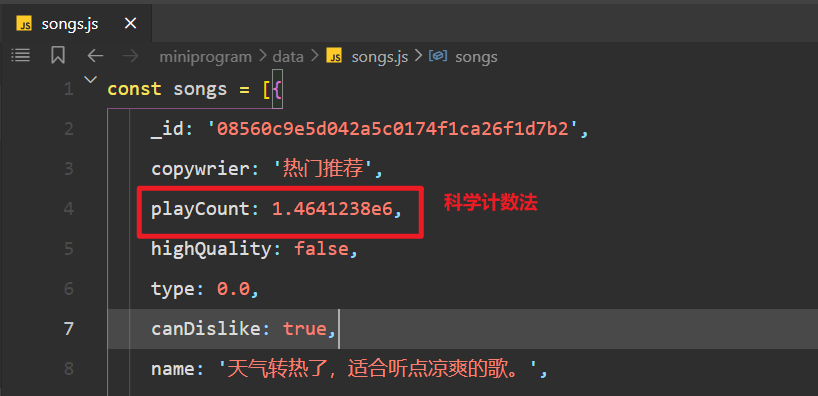 songs.js
miniprogram > data > songs.js > songs
1 const songs = [{
2 _id: '08560c9e5d042a5c0174f1ca26f1d7b2',
3 copywrier: '热门推荐',
4 playCount: 1.4641238e6, 科学计数法
5 highQuality: false,
6 type: 0.0,
7 canDislike: true,
8 name: '天气转热了，适合听点凉爽的歌。',